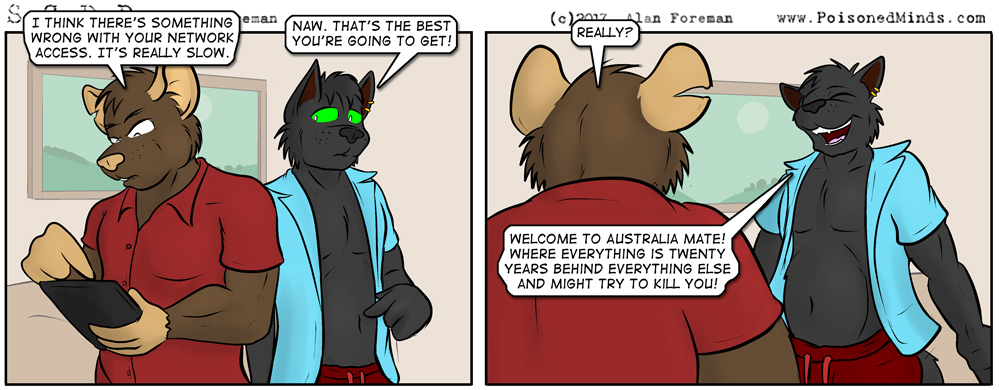 Foreman
(c)2013 Alan Foreman
www.PoisonedMinds.com
I THINK THERE'S SOMETHING
WRONG WITH YOUR NETWORK
ACCESS. IT'S REALLY SLOW.
NAW. THAT'S THE BEST
YOU'RE GOING TO GET!
REALLY?
WELCOME TO AUSTRALIA MATE!
WHERE EVERYTHING IS TWENTY
YEARS BEHIND EVERYTHING ELSE
AND MIGHT TRY TO KILL YOU!